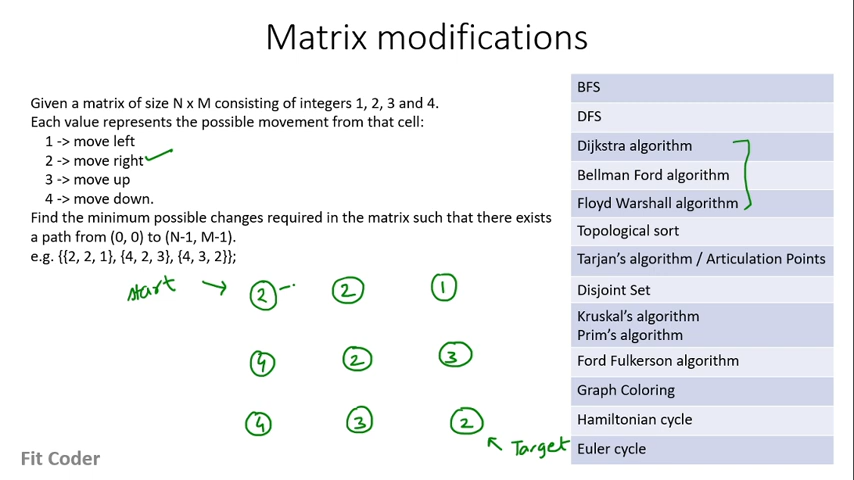 Matrix modifications
Given a matrix of size N x M consisting of integers 1, 2, 3 and 4.
Each value represents the possible movement from that cell:
1 -> move left
2 -> move right
3 -> move up
4 -> move down.
Find the minimum possible changes required in the matrix such that there exists
a path from (0, 0) to (N-1, M-1).
e.g. {{2, 2, 1}, {4, 2, 3}, {4, 3, 2}};
start
2 2 1
4 2 3
4 3 2
Target
Fit Coder
BFS
DFS
Dijkstra algorithm
Bellman Ford algorithm
Floyd Warshall algorithm
Topological sort
Tarjan's algorithm / Articulation Points
Disjoint Set
Kruskal's algorithm
Prim's algorithm
Ford Fulkerson algorithm
Graph Coloring
Hamiltonian cycle
Euler cycle